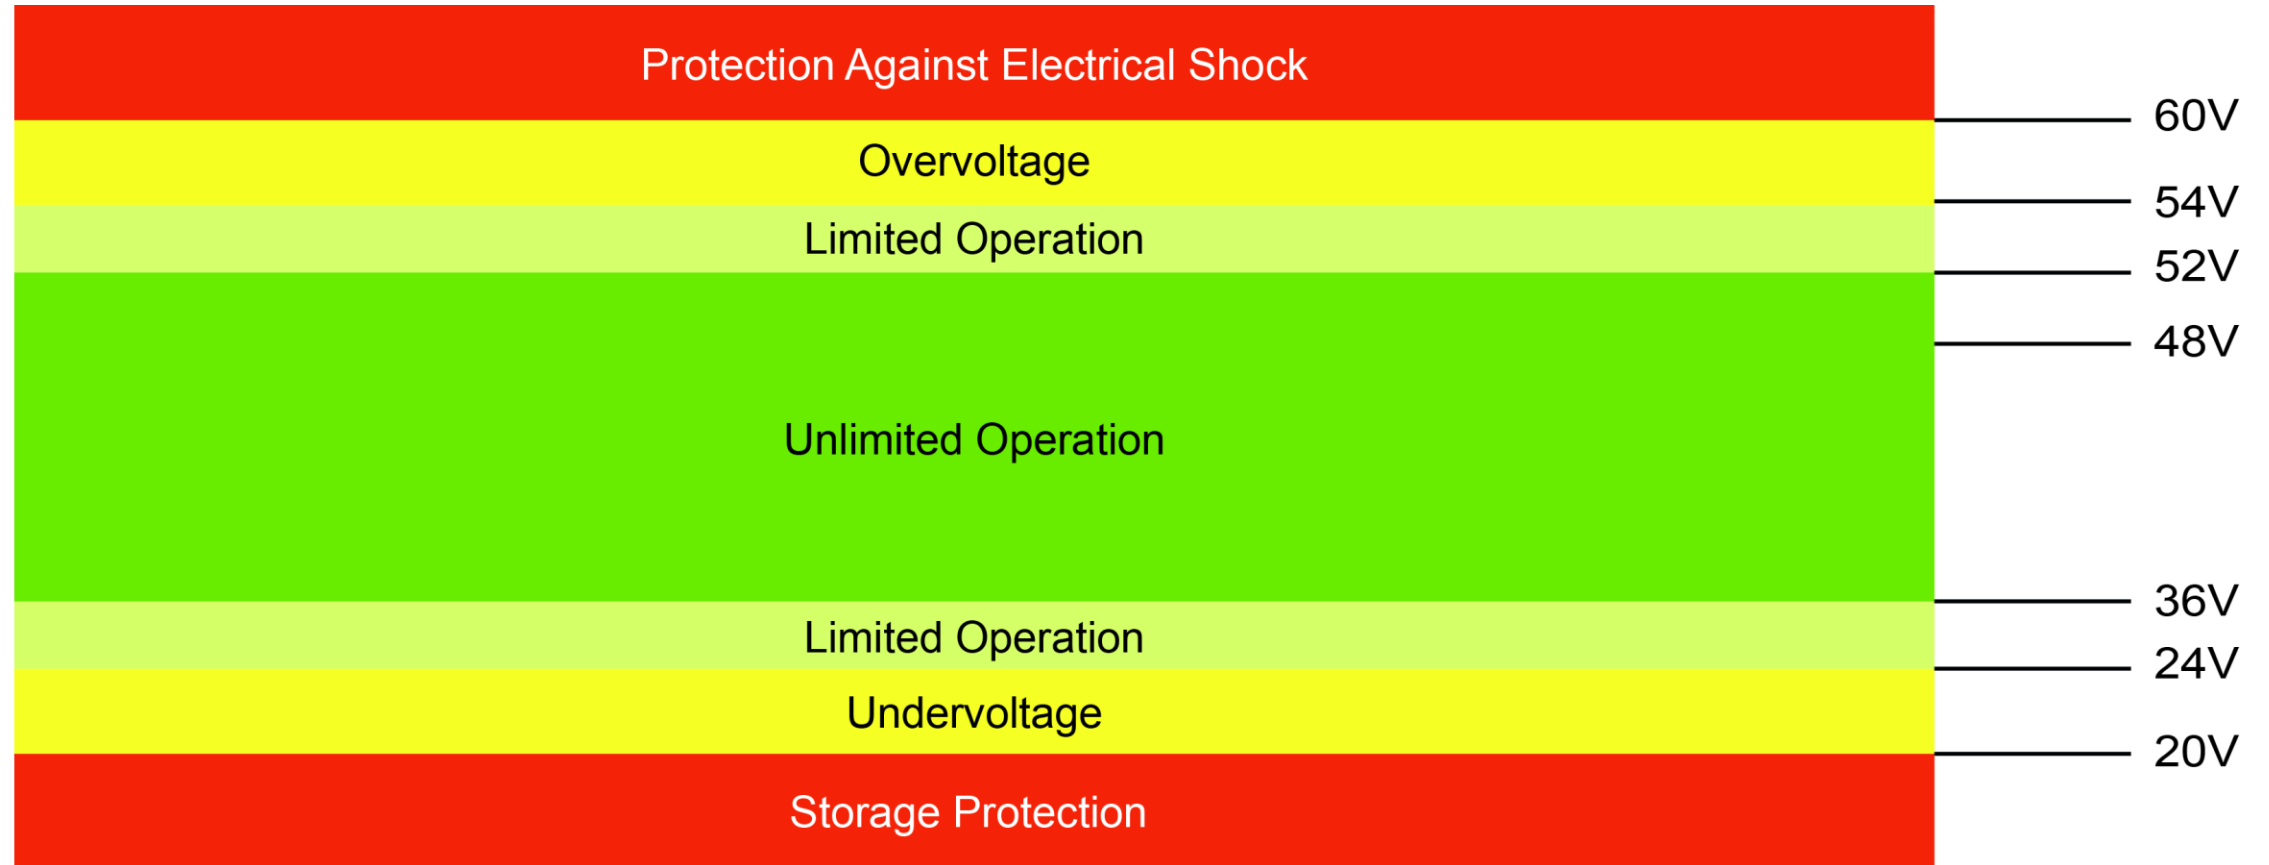 Protection Against Electrical Shock
60V
Overvoltage
54V
Limited Operation
52V
48V
Unlimited Operation
36V
Limited Operation
24V
Undervoltage
20V
Storage Protection